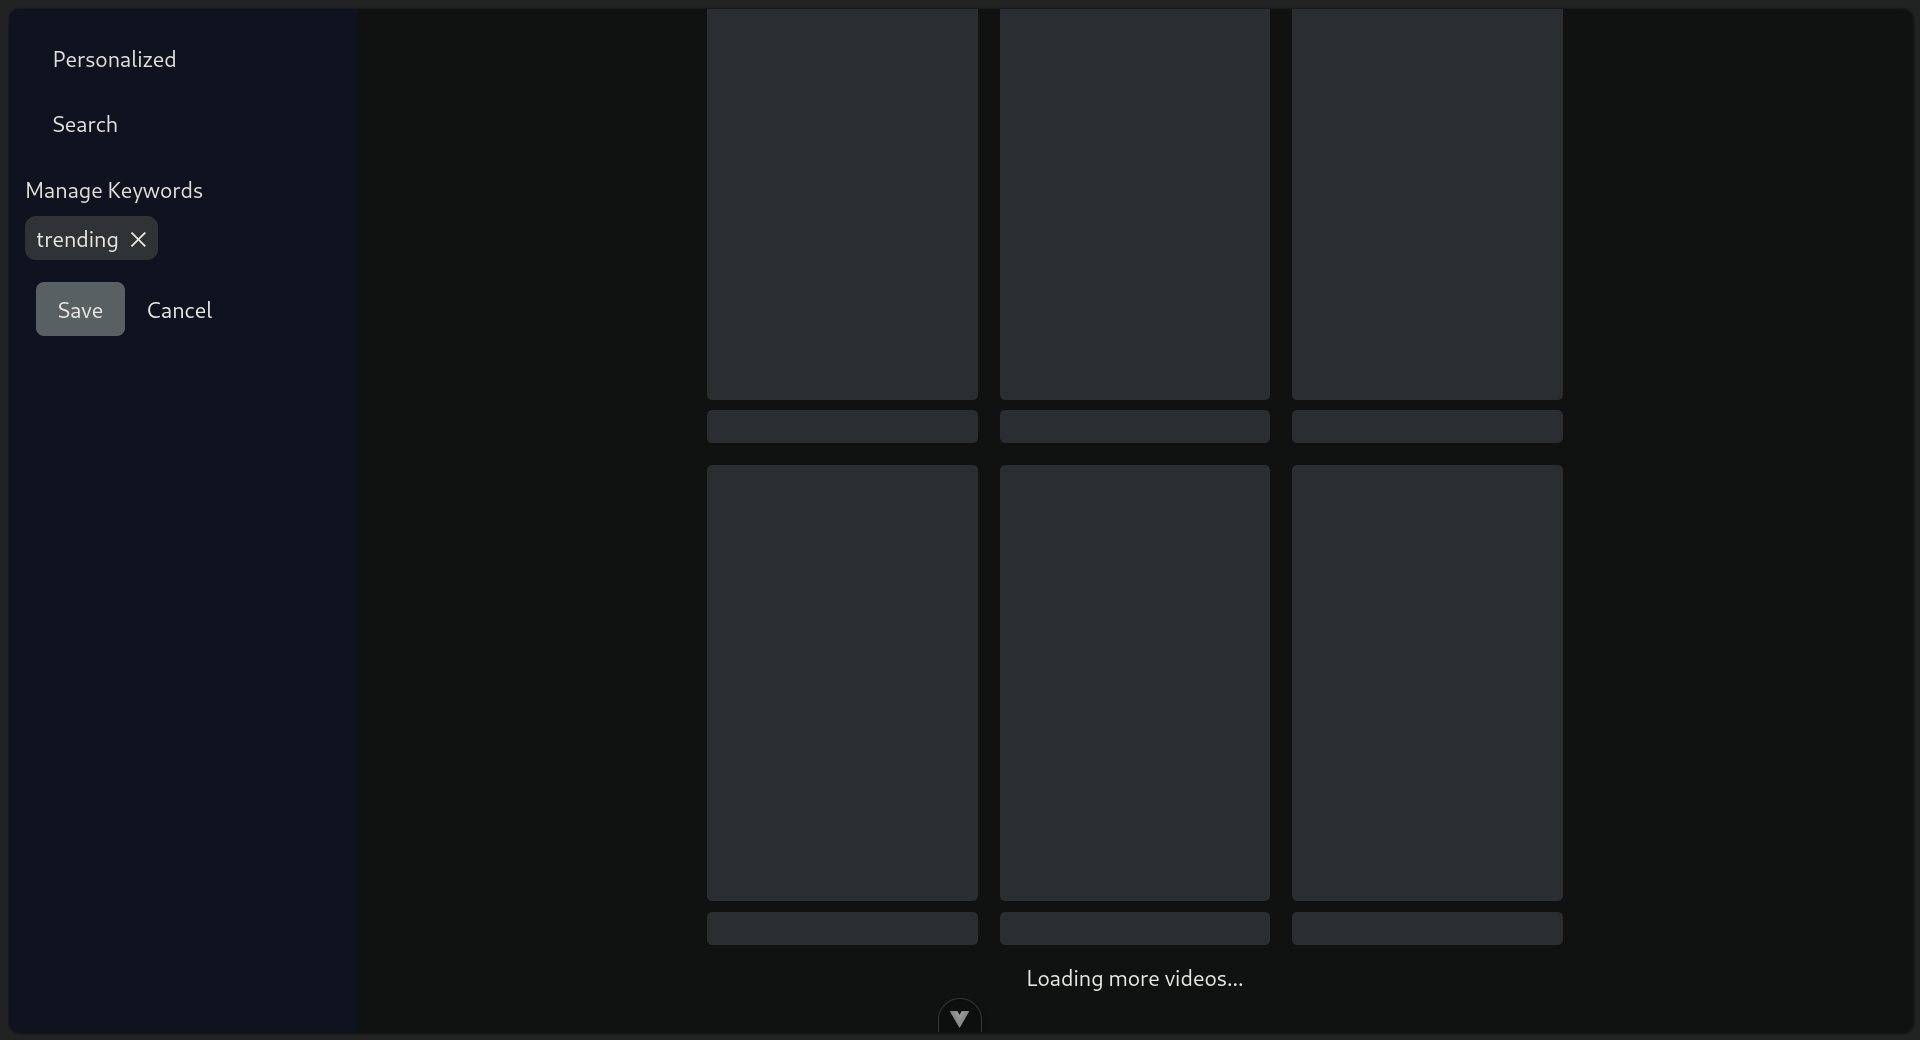 Personalized
Search
Manage Keywords
trending
Save Cancel
Loading more videos...